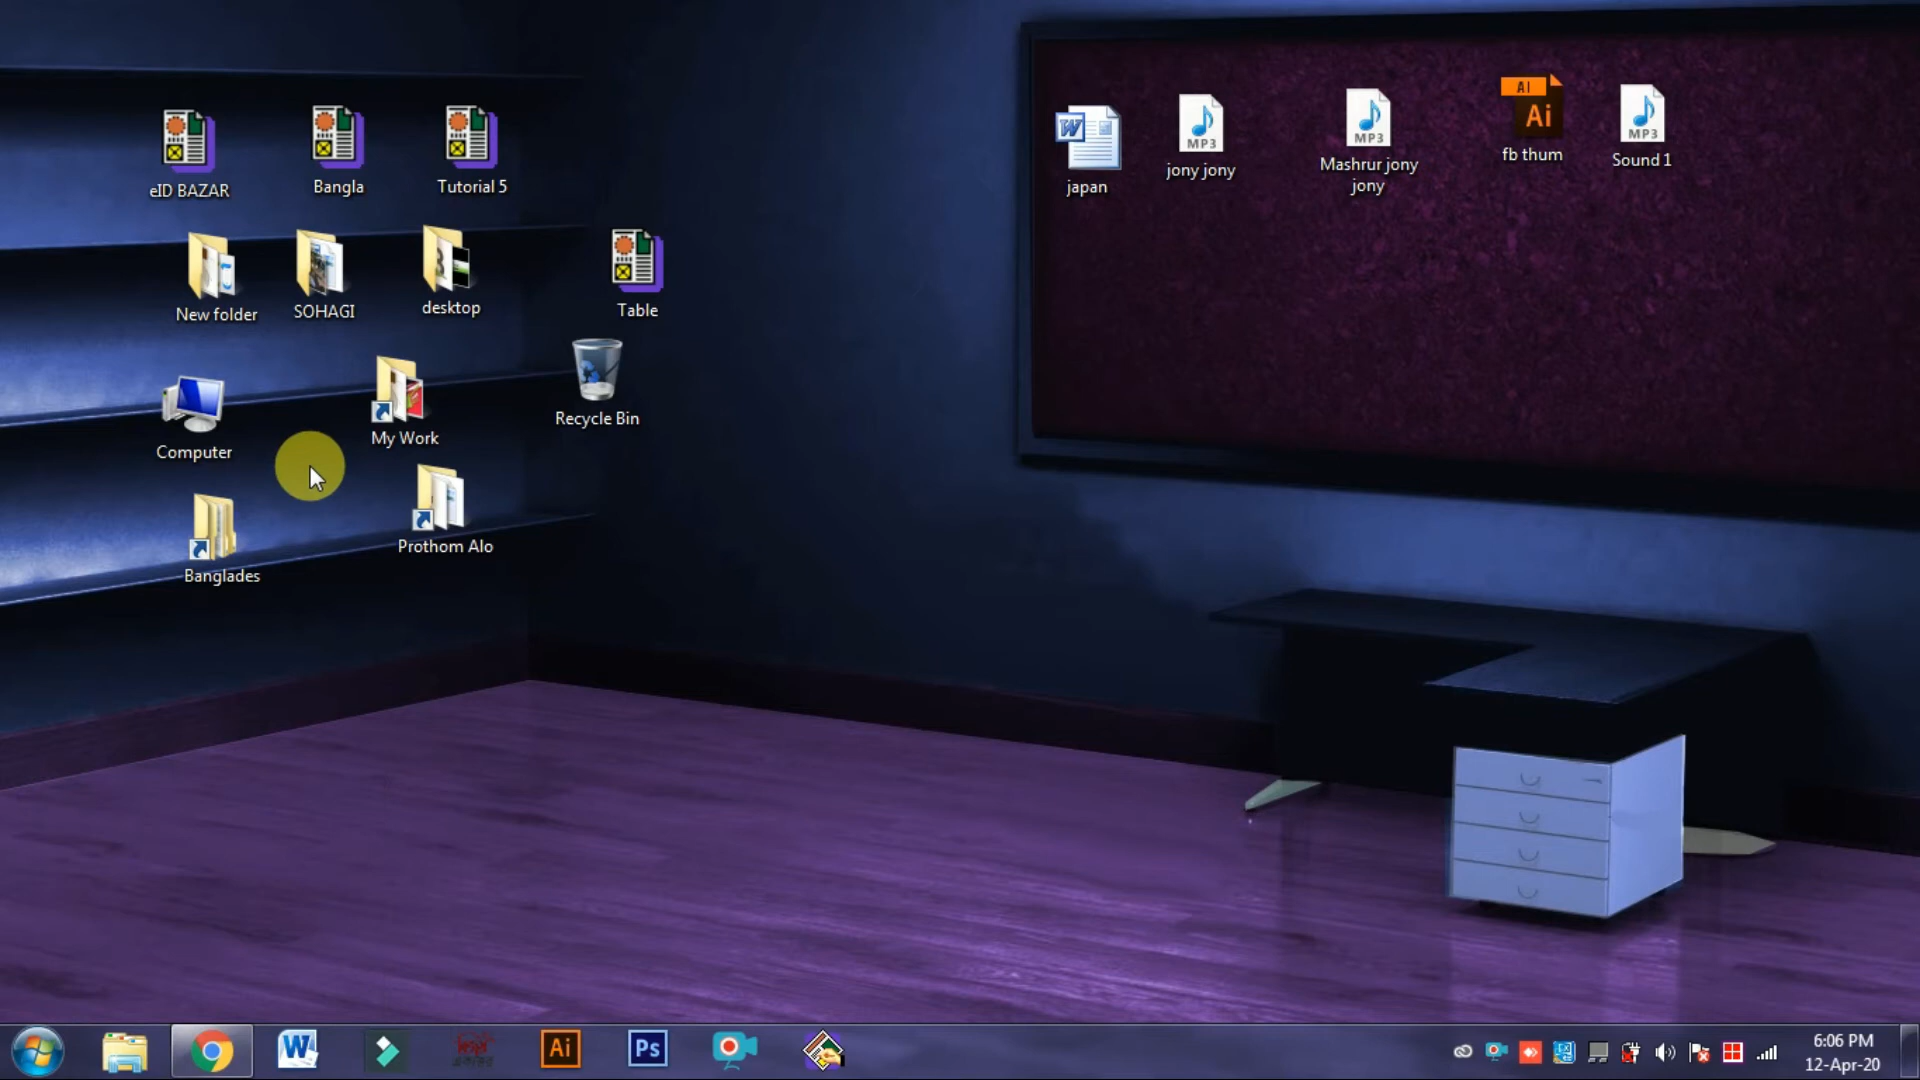 eID BAZAR
Bangla
Tutorial 5
New folder
SOHAGI
desktop
Table
Computer
My Work
Recycle Bin
Banglades
Prothom Alo
W
japan
MP3
jony jony
MP3
Mashrur jony
jony
AI
Ai
fb thum
MP3
Sound 1
W
Ai
Ps
6:06 PM
12-Apr-20